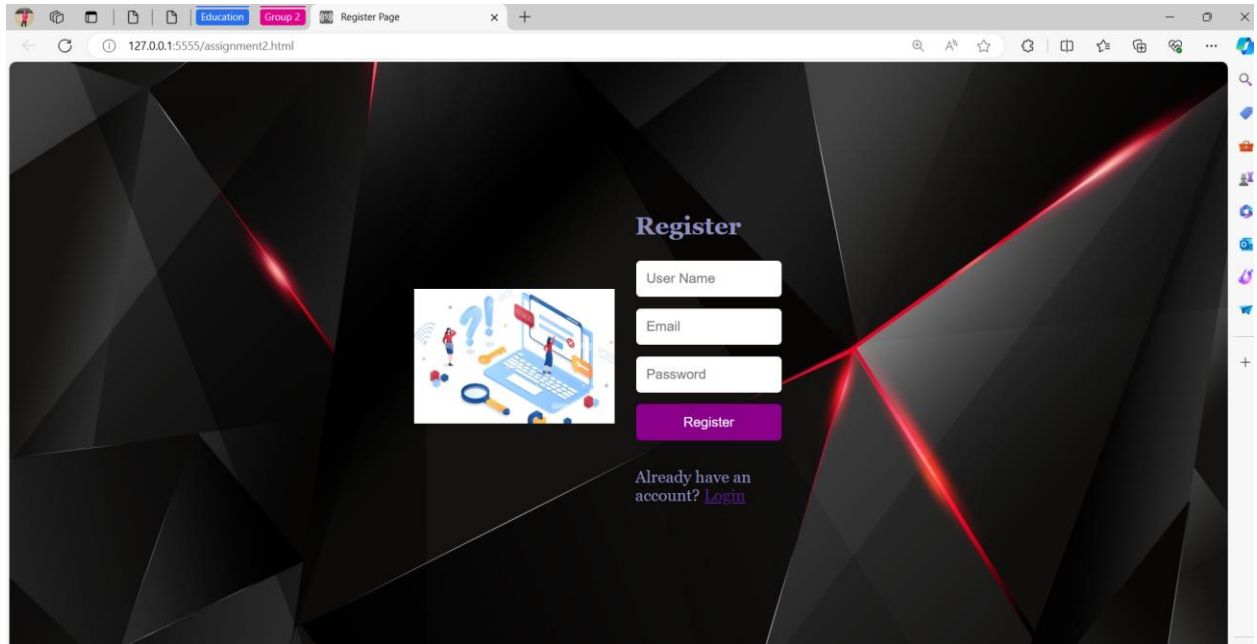 Education
Group 2
Register Page
127.0.0.1:5555/assignment2.html
Register
User Name
Email
Password
Register
Already have an
account? Login